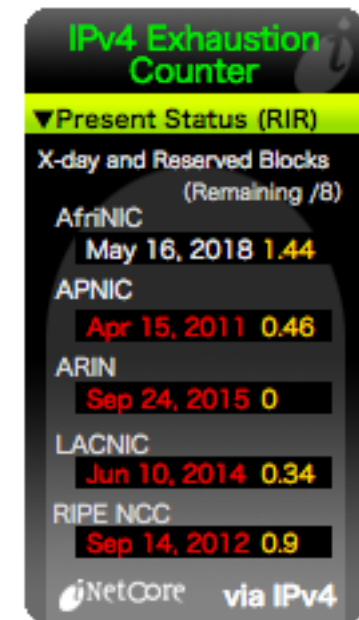 IPv4 Exhaustion
Counter
▼Present Status (RIR)
X-day and Reserved Blocks
(Remaining /8)
AfriNIC
May 16, 2018 1.44
APNIC
Apr 15, 2011 0.46
ARIN
Sep 24, 2015 0
LACNIC
Jun 10, 2014 0.34
RIPE NCC
Sep 14, 2012 0.9
iNetCore via IPv4